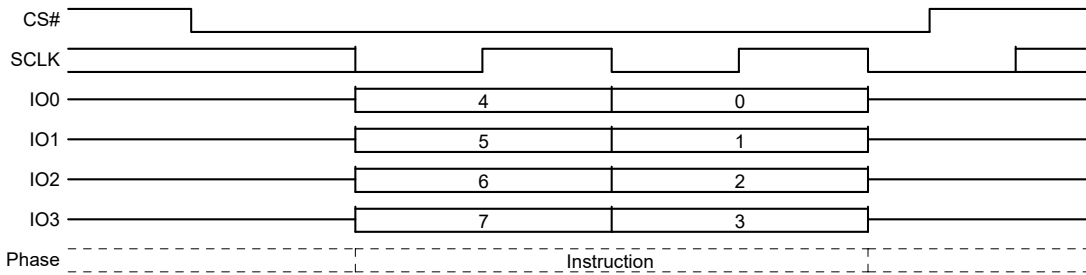 CS#
SCLK
IO0 4 0
IO1 5 1
IO2 6 2
IO3 7 3
Phase Instruction